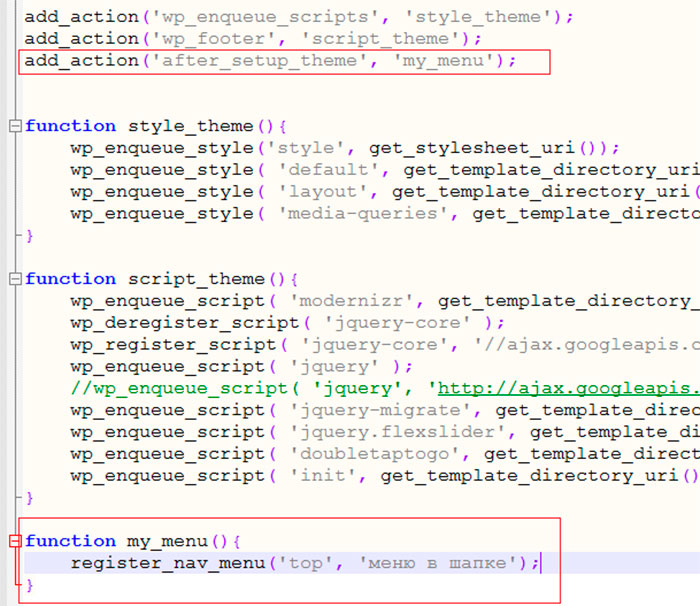 add_action('wp_enqueue_scripts', 'style_theme');
add_action('wp_footer', 'script_theme');
add_action('after_setup_theme', 'my_menu');
function style_theme(){
wp_enqueue_style('style', get_stylesheet_uri());
wp_enqueue_style( 'default', get_template_directory_uri
wp_enqueue_style( 'layout', get_template_directory_uri(
wp_enqueue_style( 'media-queries', get_template_directo
}
function script_theme(){
wp_enqueue_script( 'modernizr', get_template_directory_
wp_deregister_script( 'jquery-core' );
wp_register_script( 'jquery-core', '//ajax.googleapis.c
wp_enqueue_script( 'jquery' );
//wp_enqueue_script( 'jquery', 'http://ajax.googleapis.
wp_enqueue_script( 'jquery-migrate', get_template_direc
wp_enqueue_script( 'jquery.flexslider', get_template_di
wp_enqueue_script( 'doubletaptogo', get_template_direct
wp_enqueue_script( 'init', get_template_directory_uri()
}
function my_menu(){
register_nav_menu('top', 'меню в шапке');
}